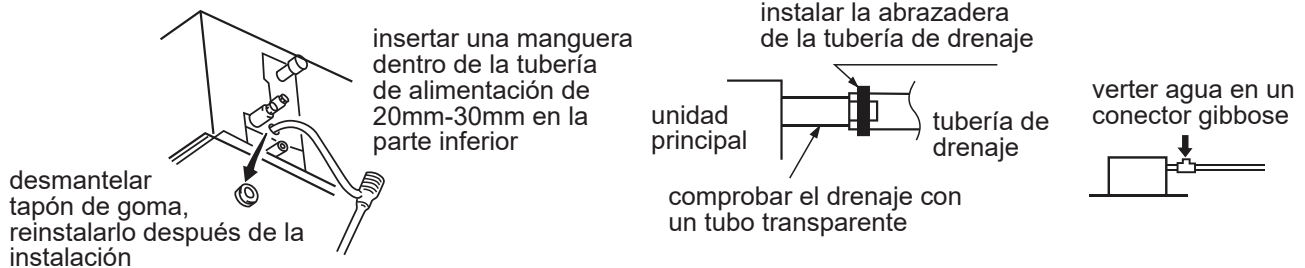 insertar una manguera
dentro de la tubería
de alimentación de
20mm-30mm en la
parte inferior
desmantelar
tapón de goma,
reinstalarlo después de la
instalación
instalar la abrazadera
de la tubería de drenaje
unidad
principal
tubería de
drenaje
comprobar el drenaje con
un tubo transparente
verter agua en un
conector gibbose